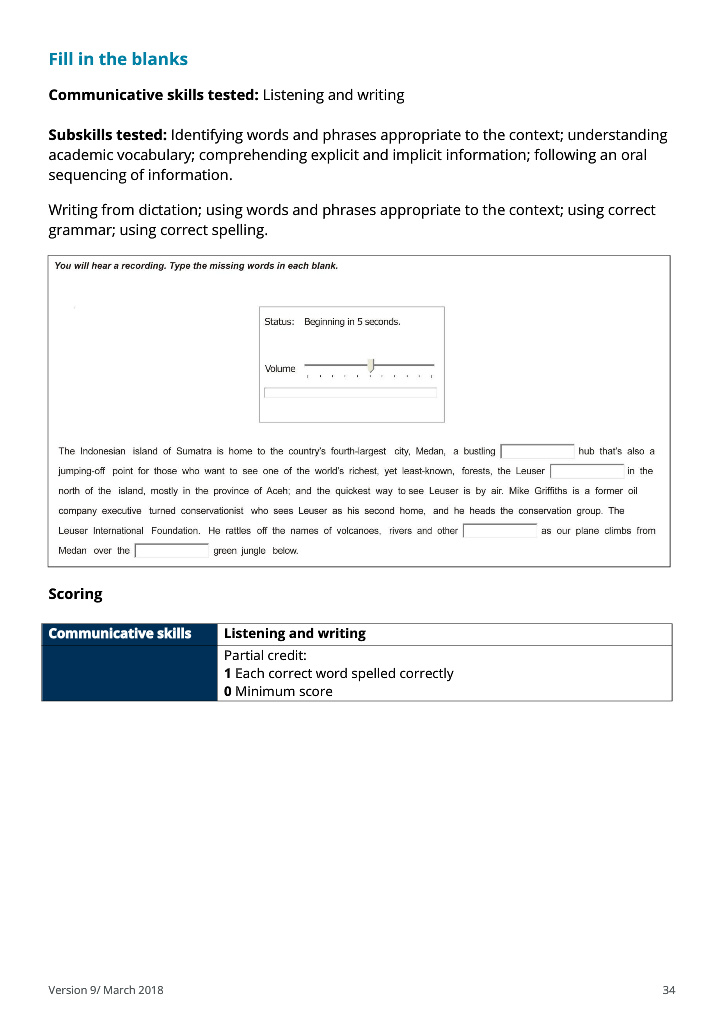 Fill in the blanks
Communicative skills tested: Listening and writing
Subskills tested: Identifying words and phrases appropriate to the context; understanding
academic vocabulary; comprehending explicit and implicit information; following an oral
sequencing of information.
Writing from dictation; using words and phrases appropriate to the context; using correct
grammar; using correct spelling.
You will hear a recording. Type the missing words in each blank.
Status: Beginning in 5 seconds.
Volume
The Indonesian island of Sumatra is home to the country's fourth-largest city, Medan, a bustling hub that's also a
jumping-off point for those who want to see one of the world's richest, yet least-known, forests, the Leuser in the
north of the island, mostly in the province of Aceh; and the quickest way to see Leuser is by air. Mike Griffiths is a former oil
company executive turned conservationist who sees Leuser as his second home, and he heads the conservation group. The
Leuser International Foundation. He rattles off the names of volcanoes, rivers and other as our plane climbs from
Medan over the green jungle below.
Scoring
Communicative skills Listening and writing
Partial credit:
1 Each correct word spelled correctly
0 Minimum score
Version 9/ March 2018 34